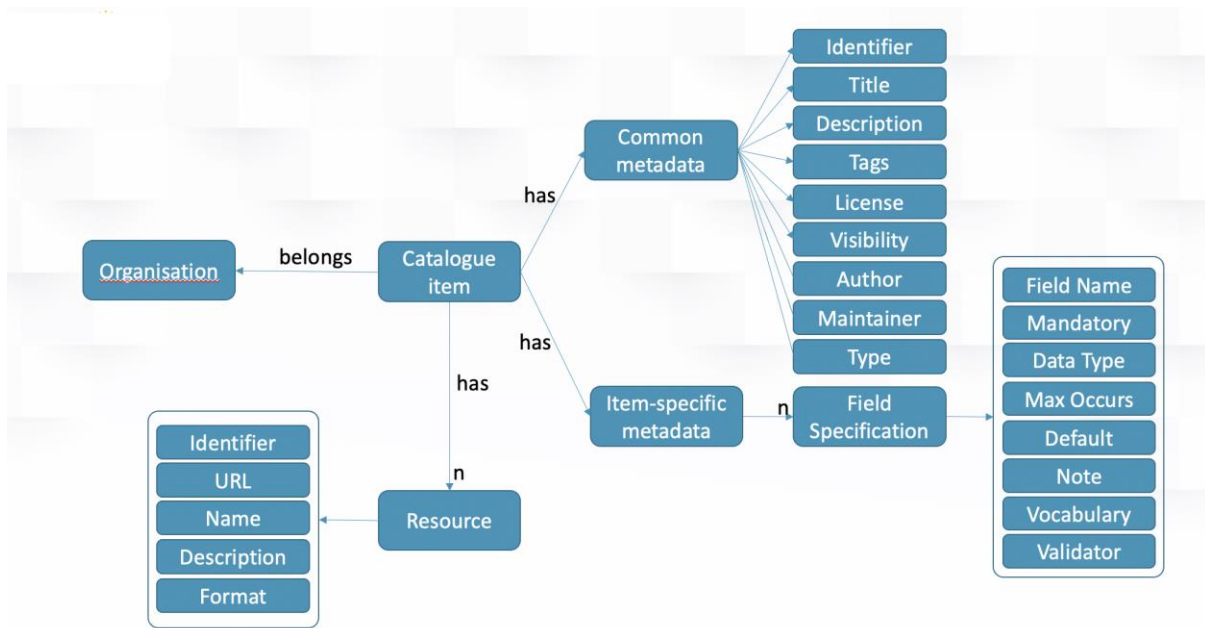 Identifier
Title
Description
Tags
License
Visibility
Author
Maintainer
Type
Common
metadata
has
belongs
Organisation
Catalogue
item
has
has
Item-specific
metadata
n
Field
Specification
Field Name
Mandatory
Data Type
Max Occurs
Default
Note
Vocabulary
Validator
n
Resource
Identifier
URL
Name
Description
Format